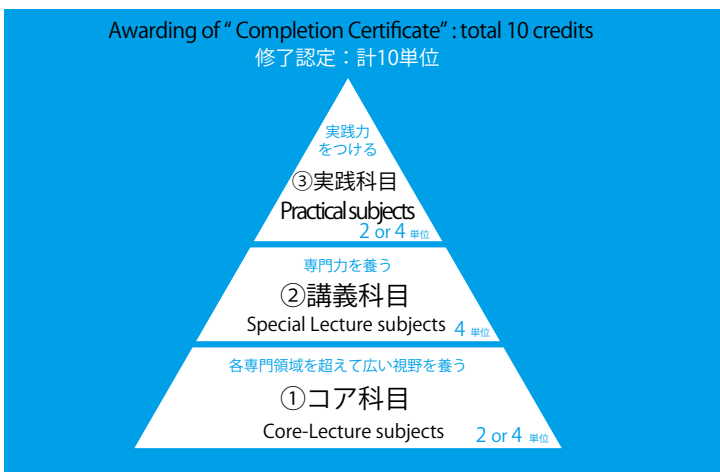 Awarding of “ Completion Certificate” : total 10 credits
修了認定：計10単位
実践力
をつける
③実践科目
Practical subjects
2 or 4 単位
専門力を養う
②講義科目
Special Lecture subjects 4 単位
各専門領域を超えて広い視野を養う
①コア科目
Core-Lecture subjects 2 or 4 単位